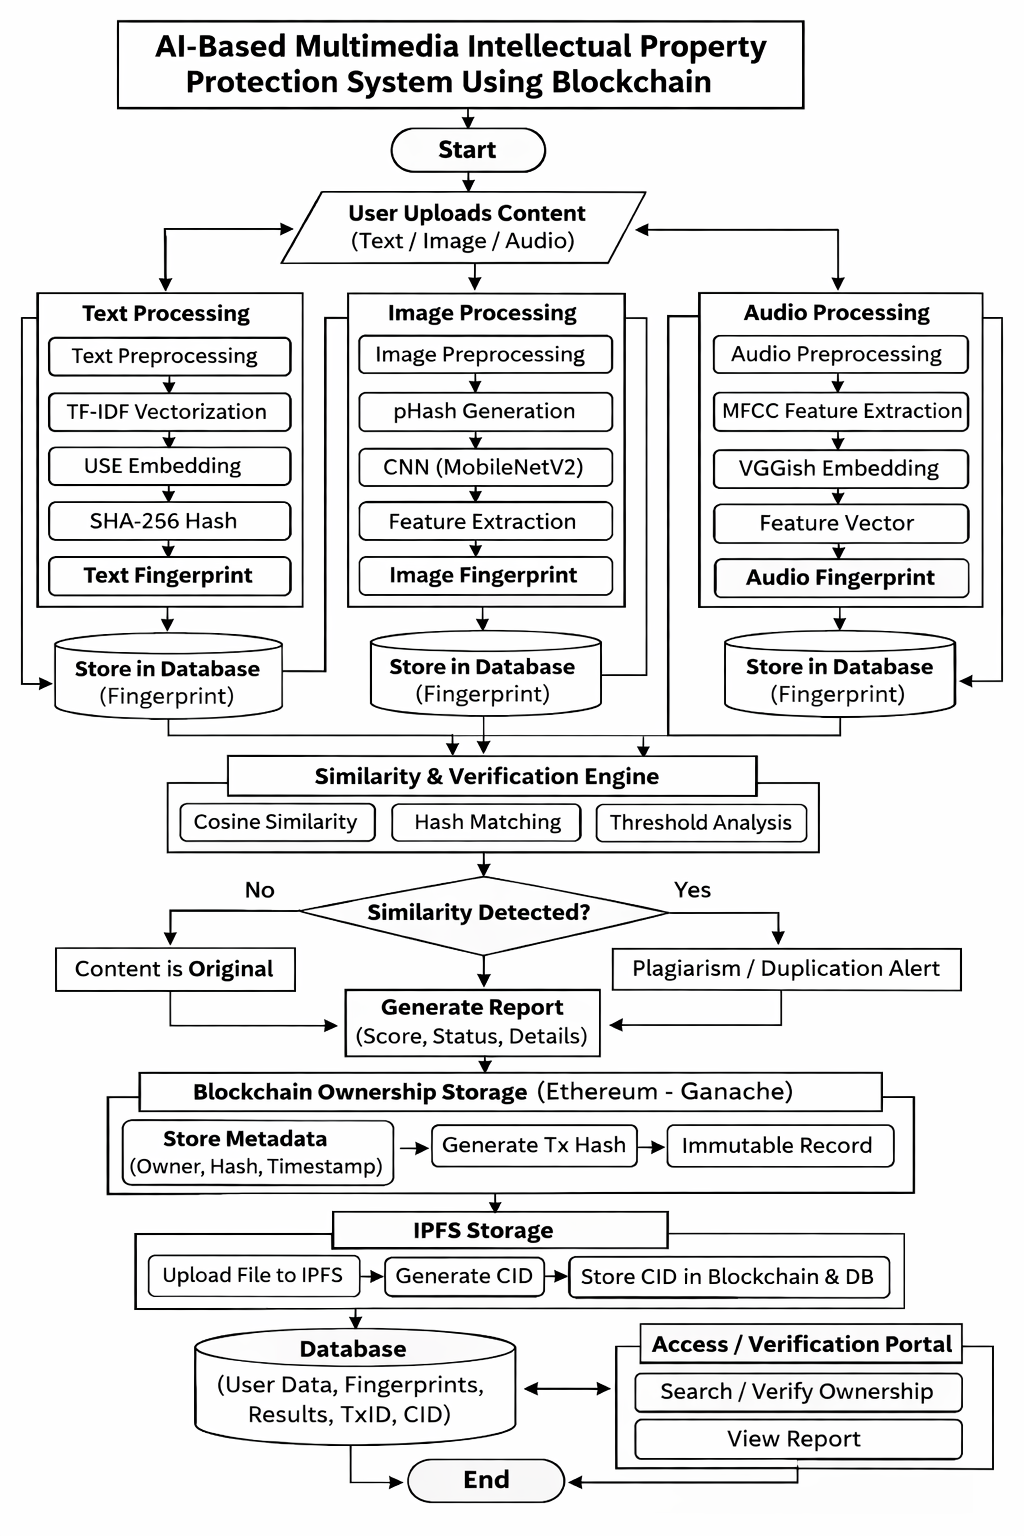 AI-Based Multimedia Intellectual Property
Protection System Using Blockchain
Start
User Uploads Content
(Text / Image / Audio)
Text Processing
Text Preprocessing
TF-IDF Vectorization
USE Embedding
SHA-256 Hash
Text Fingerprint
Store in Database
(Fingerprint)
Image Processing
Image Preprocessing
pHash Generation
CNN (MobileNetV2)
Feature Extraction
Image Fingerprint
Store in Database
(Fingerprint)
Audio Processing
Audio Preprocessing
MFCC Feature Extraction
VGGish Embedding
Feature Vector
Audio Fingerprint
Store in Database
(Fingerprint)
Similarity & Verification Engine
Cosine Similarity
Hash Matching
Threshold Analysis
Similarity Detected?
No
Yes
Content is Original
Plagiarism / Duplication Alert
Generate Report
(Score, Status, Details)
Blockchain Ownership Storage (Ethereum - Ganache)
Store Metadata
(Owner, Hash, Timestamp)
Generate Tx Hash
Immutable Record
IPFS Storage
Upload File to IPFS
Generate CID
Store CID in Blockchain & DB
Database
(User Data, Fingerprints,
Results, TxID, CID)
Access / Verification Portal
Search / Verify Ownership
View Report
End